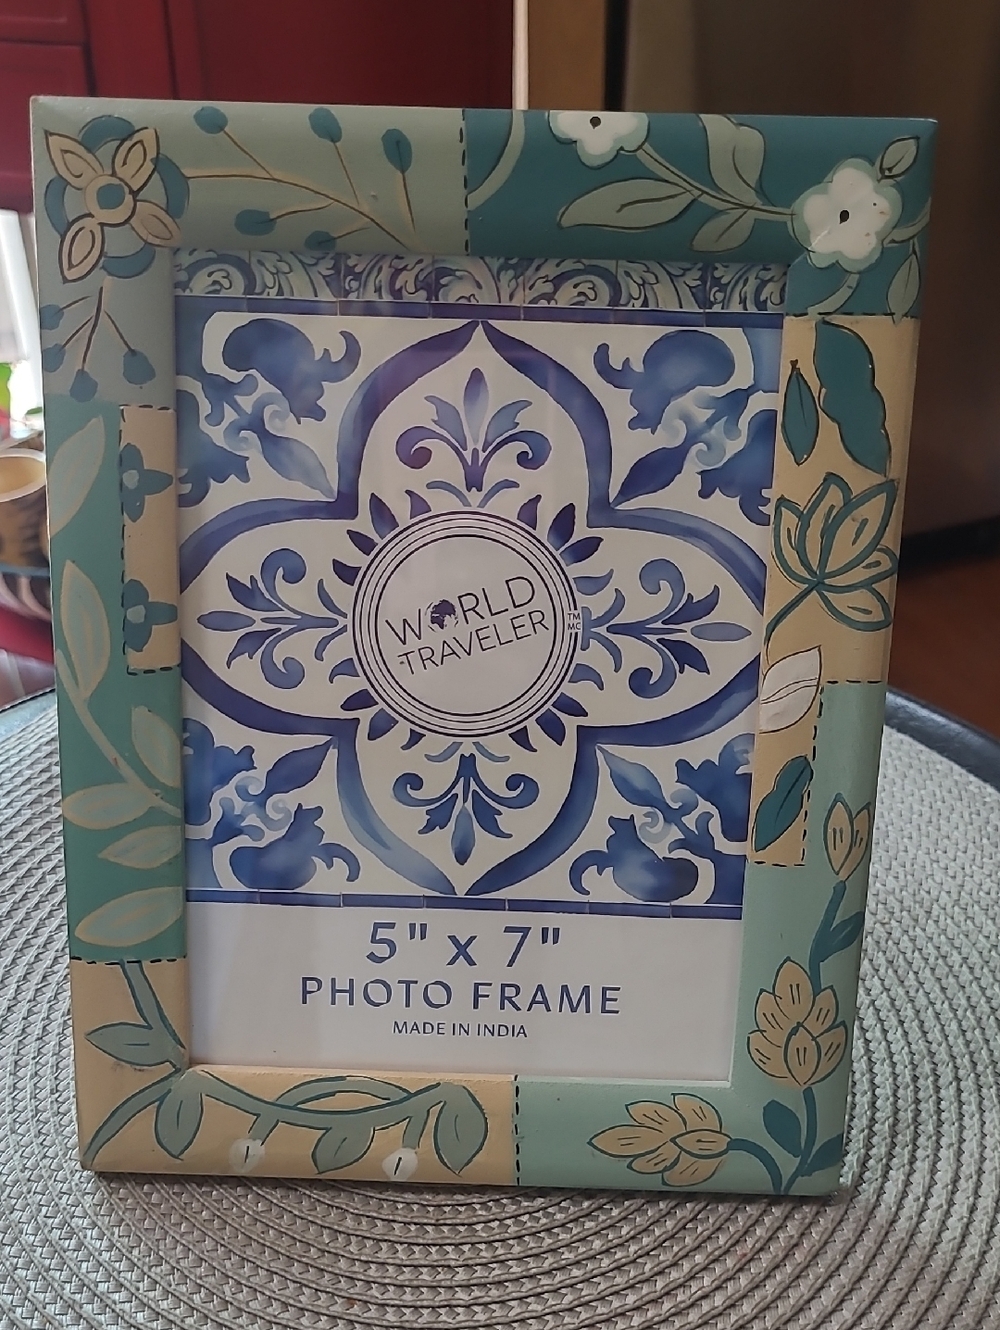 WORLD
TRAVELER
TM
MC
5" x 7"
PHOTO FRAME
MADE IN INDIA